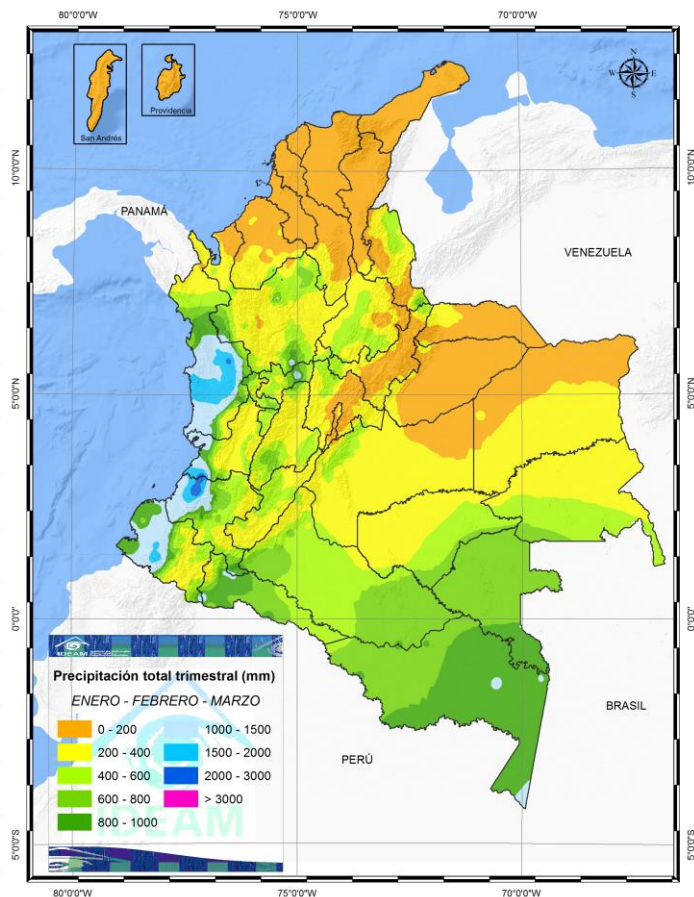 80°0'0"W 75°0'0"W 70°0'0"W
San Andrés
Providencia
N
W E
S
10°0'0"N 10°0'0"N
PANAMÁ
VENEZUELA
5°0'0"N 5°0'0"N
0°0'0" 0°0'0"
IDEAM
Precipitación total trimestral (mm)
ENERO - FEBRERO - MARZO
0 - 200
200 - 400
400 - 600
600 - 800
800 - 1000
1000 - 1500
1500 - 2000
2000 - 3000
> 3000
IDEAM
BRASIL
PERÚ
5°0'0"S 5°0'0"S
80°0'0"W 75°0'0"W 70°0'0"W